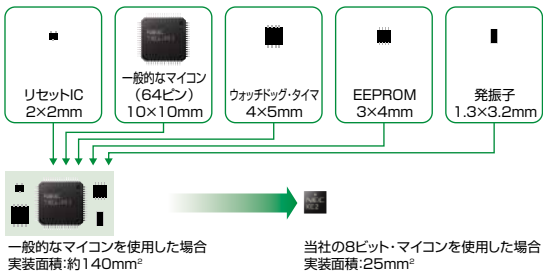 リセットIC
2×2mm
一般的なマイコン
（64ピン）
10×10mm
ウォッチドッグ・タイマ
4×5mm
EEPROM
3×4mm
発振子
1.3×3.2mm
一般的なマイコンを使用した場合
実装面積：約140mm²
当社の8ビット・マイコンを使用した場合
実装面積：25mm²